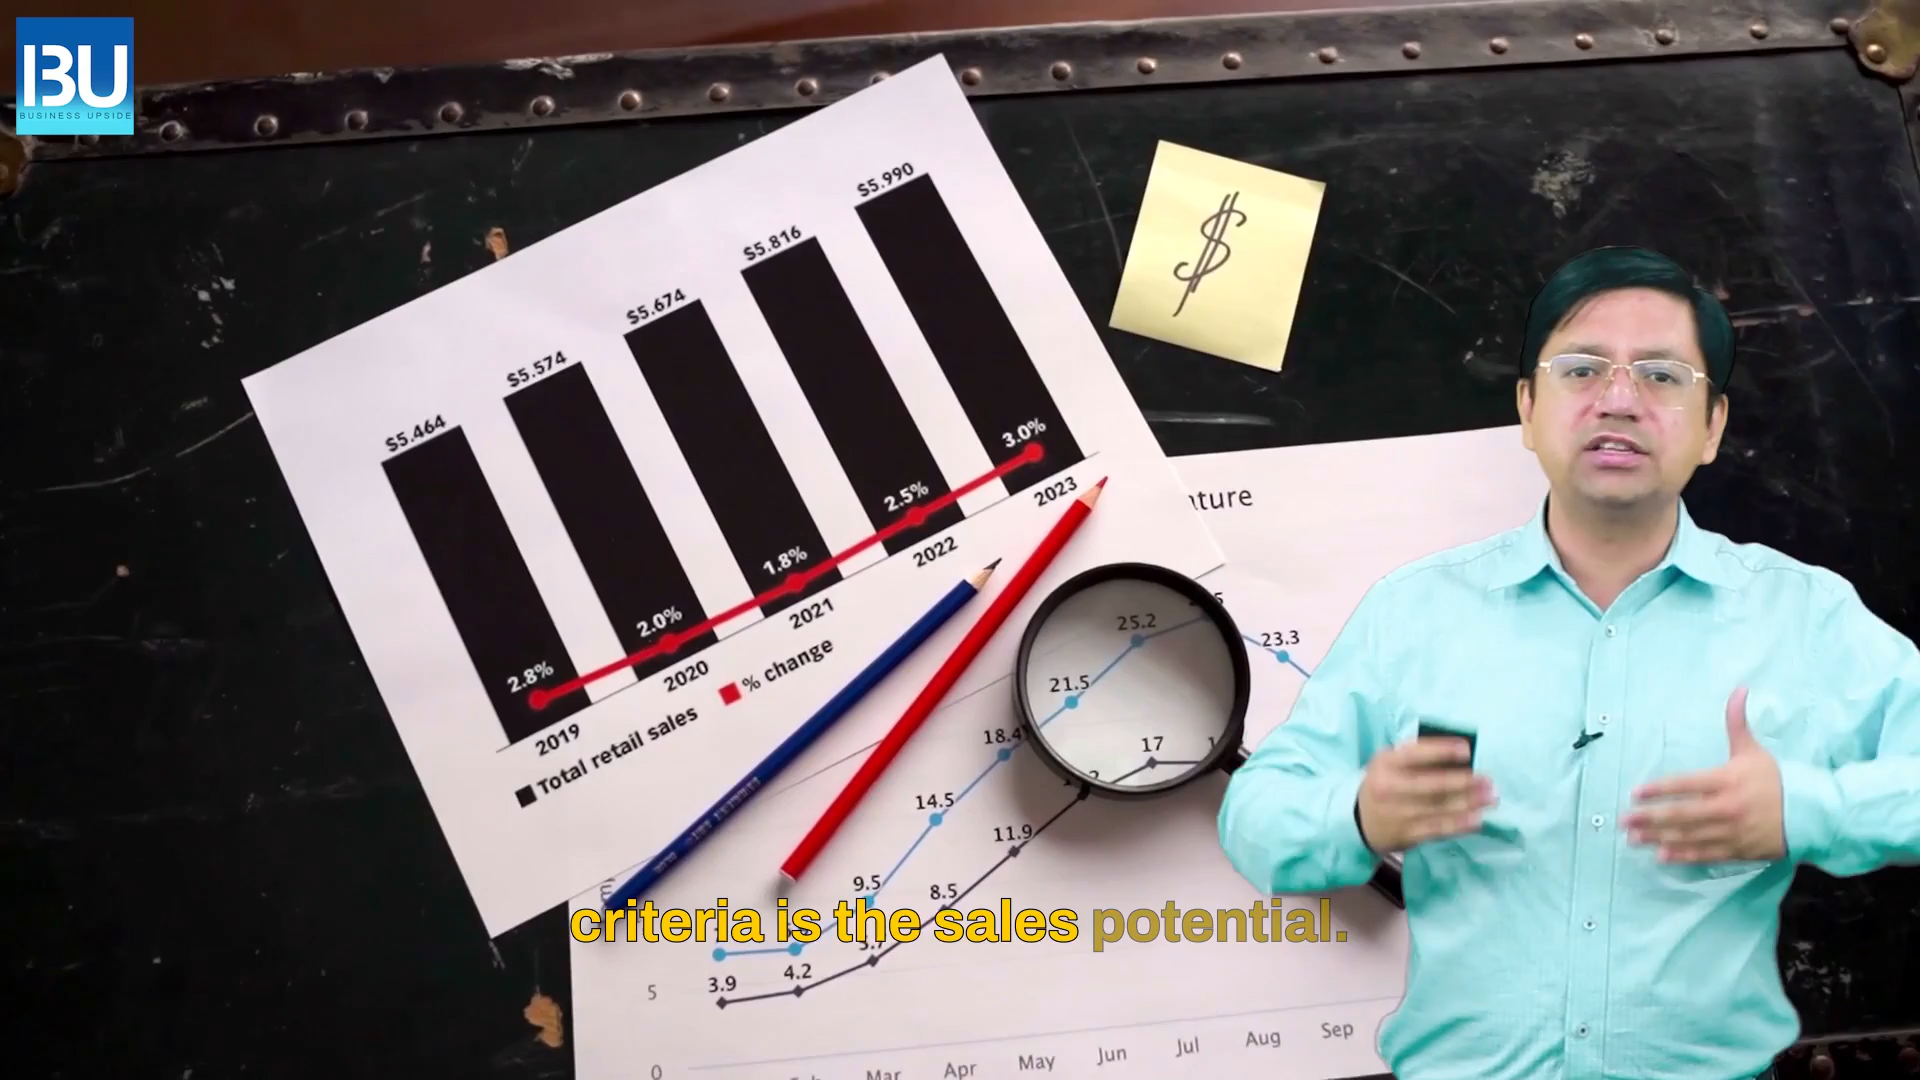 BU
BUSINESS UPSIDE
$5.464
$5.574
$5.674
$5.816
$5.990
2.8%
2.0%
1.8%
2.5%
3.0%
2019
2020
2021
2022
2023
Total retail sales
% change
$
25.2
23.3
21.5
18.4
17
14.5
11.9
9.5
8.5
3.9
4.2
5
0
Apr
May
Jun
Jul
Aug
Sep
criteria is the sales potential.